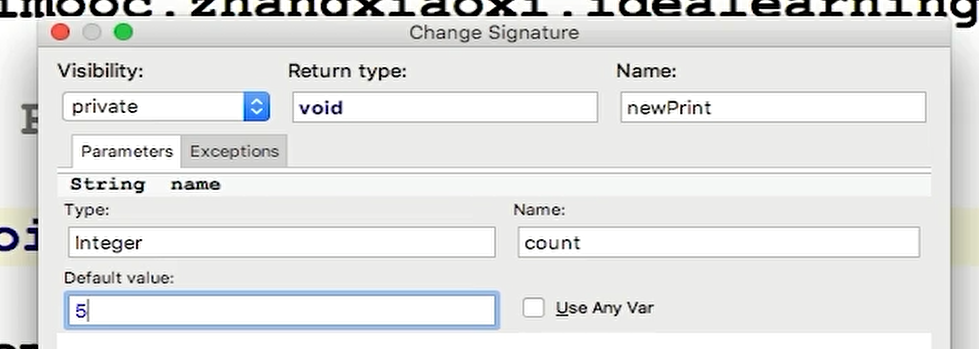 imooc.zhangxiaoxi.idealearning
Change Signature
Visibility: Return type: Name:
private void newPrint
Parameters Exceptions
String name
Type: Name:
Integer count
Default value:
5 Use Any Var